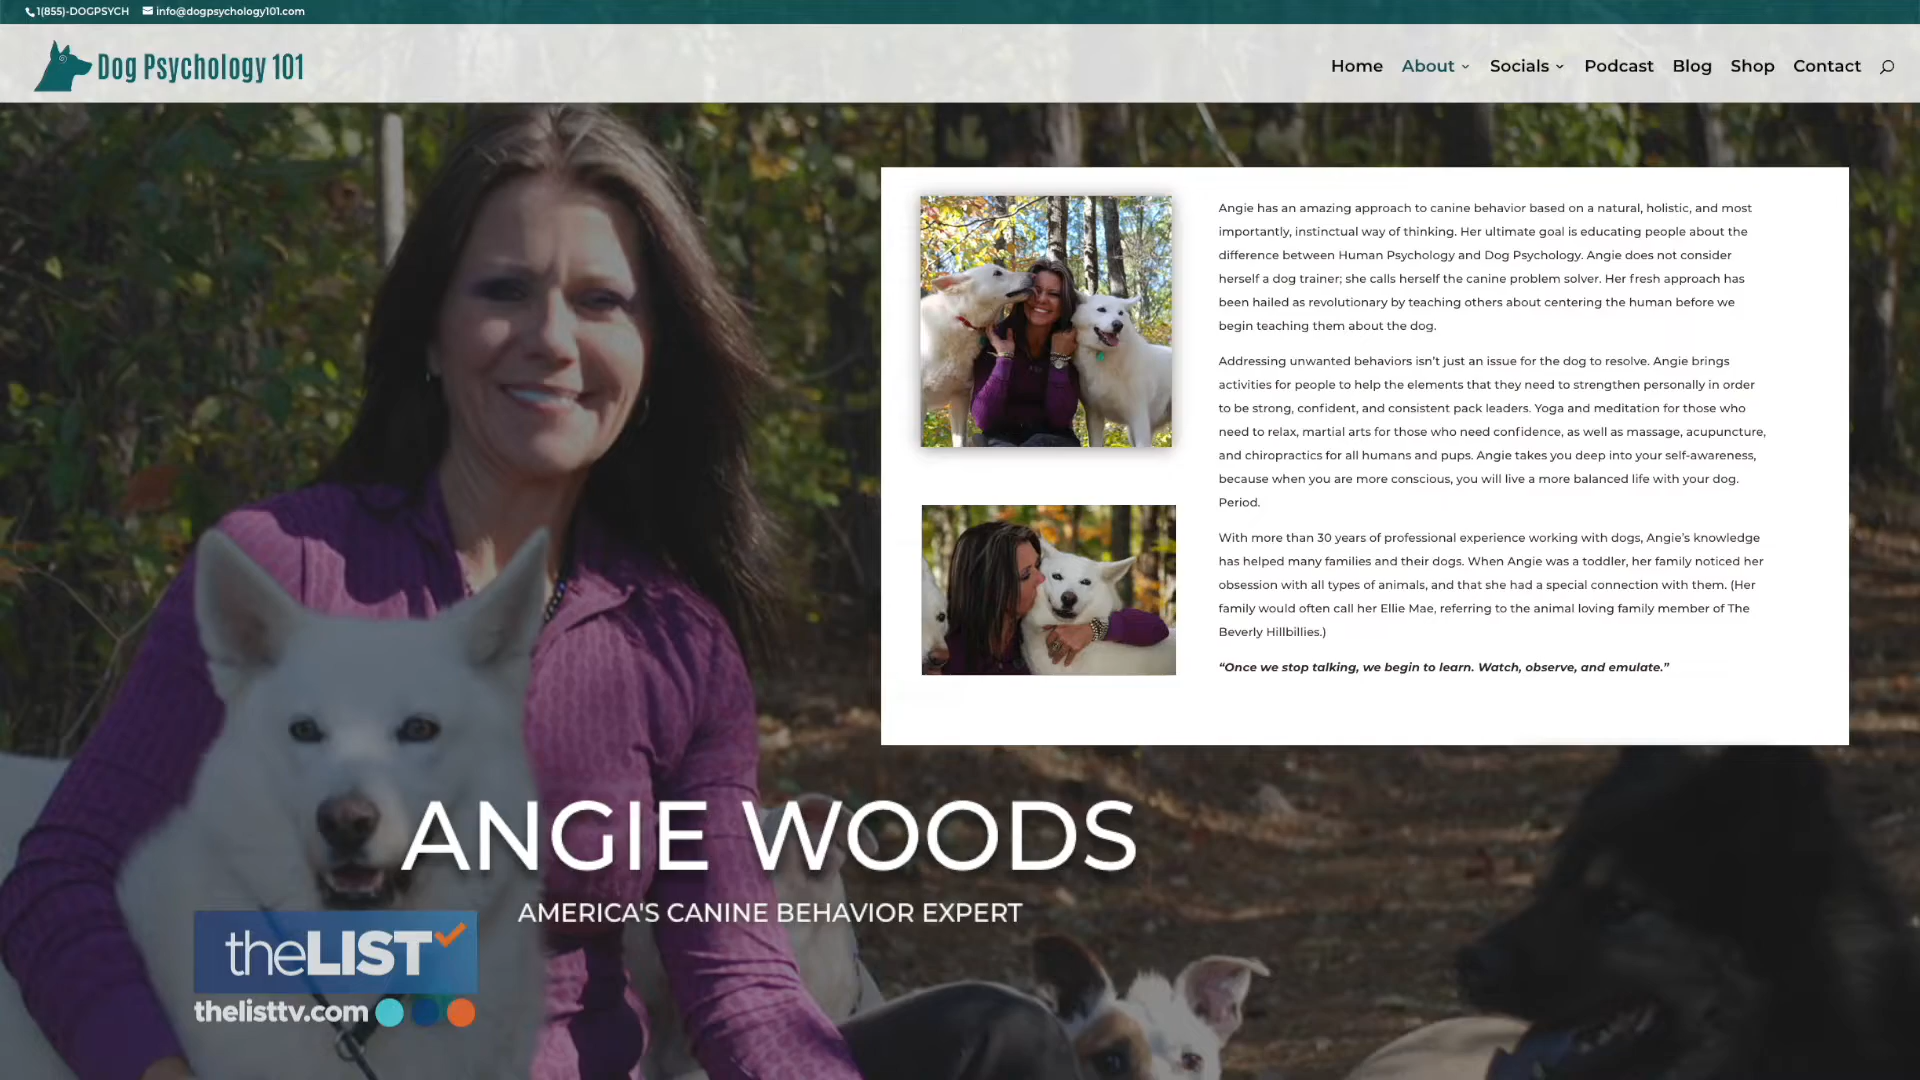 1(855)-DOGPSYCH info@dogpsychology101.com
Dog Psychology 101
Home About Socials Podcast Blog Shop Contact
Angie has an amazing approach to canine behavior based on a natural, holistic, and most
importantly, instinctual way of thinking. Her ultimate goal is educating people about the
difference between Human Psychology and Dog Psychology. Angie does not consider
herself a dog trainer; she calls herself the canine problem solver. Her fresh approach has
been hailed as revolutionary by teaching others about centering the human before we
begin teaching them about the dog.
Addressing unwanted behaviors isn’t just an issue for the dog to resolve. Angie brings
activities for people to help the elements that they need to strengthen personally in order
to be strong, confident, and consistent pack leaders. Yoga and meditation for those who
need to relax, martial arts for those who need confidence, as well as massage, acupuncture,
and chiropractics for all humans and pups. Angie takes you deep into your self-awareness,
because when you are more conscious, you will live a more balanced life with your dog.
Period.
With more than 30 years of professional experience working with dogs, Angie’s knowledge
has helped many families and their dogs. When Angie was a toddler, her family noticed her
obsession with all types of animals, and that she had a special connection with them. (Her
family would often call her Ellie Mae, referring to the animal loving family member of The
Beverly Hillbillies.)
“Once we stop talking, we begin to learn. Watch, observe, and emulate.”
ANGIE WOODS
AMERICA'S CANINE BEHAVIOR EXPERT
theLIST
thelisttv.com